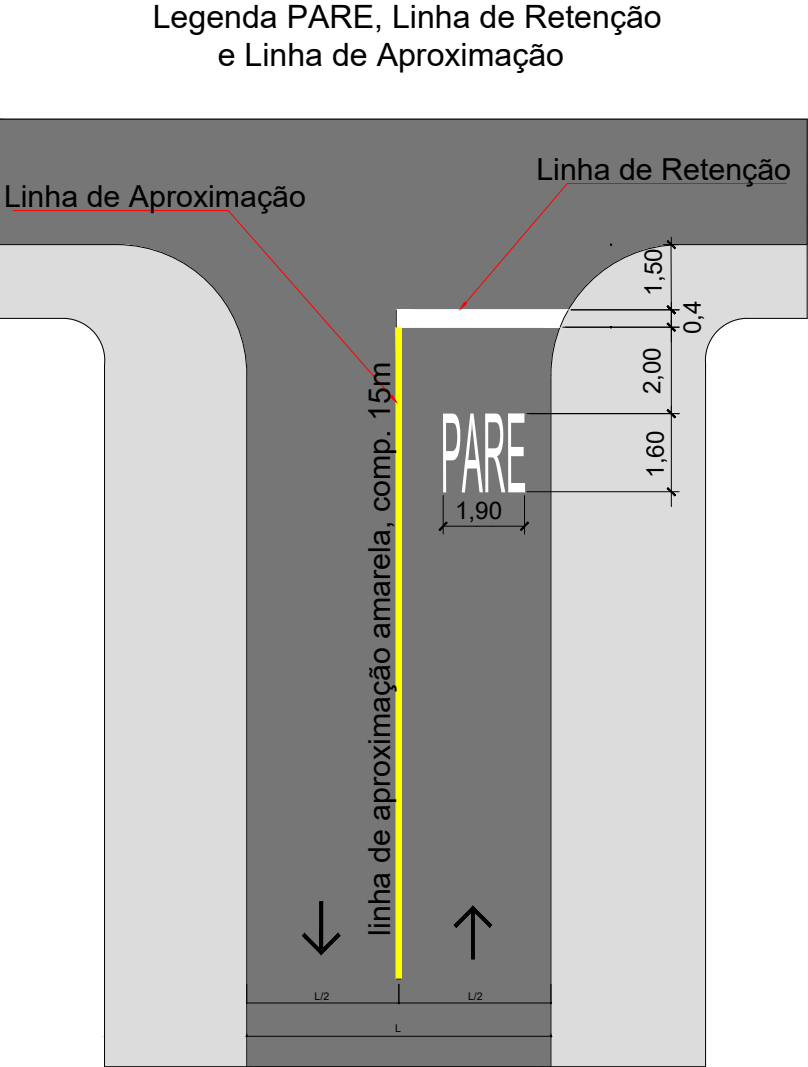 Legenda PARE, Linha de Retenção
e Linha de Aproximação
Linha de Retenção
Linha de Aproximação
1,50
0,4
2,00
1,60
PARE
1,90
linha de aproximação amarela, comp. 15m
L/2
L/2
L